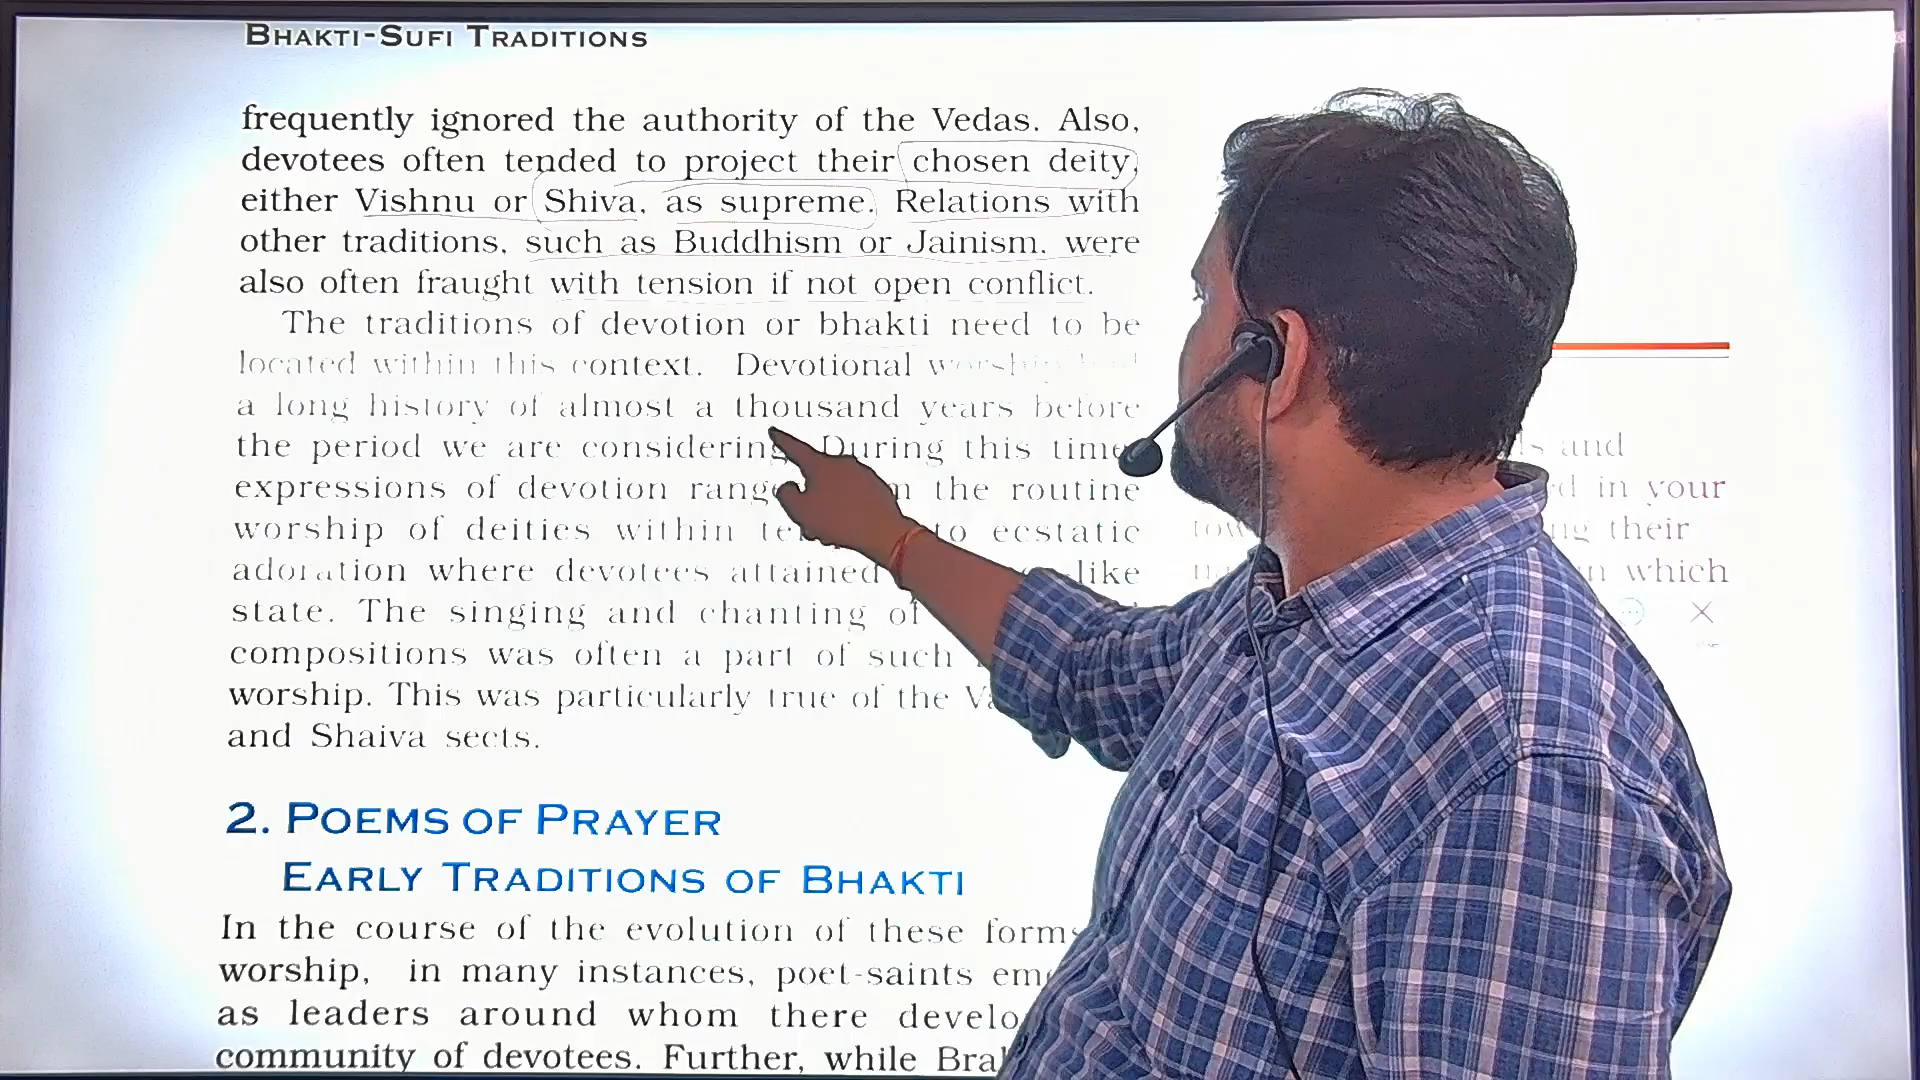 BHAKTI-SUFI TRADITIONS
frequently ignored the authority of the Vedas. Also,
devotees often tended to project their chosen deity,
either Vishnu or Shiva, as supreme. Relations with
other traditions, such as Buddhism or Jainism, were
also often fraught with tension if not open conflict.
The traditions of devotion or bhakti need to be
located within this context. Devotional worship
a long history of almost a thousand years before
the period we are considering. During this time
expressions of devotion the routine
worship of deities within to ecstatic
adoration where devotees attained like
state. The singing and chanting of
compositions was often a part of such
worship. This was particularly true of the
and Shaiva sects.
2. POEMS OF PRAYER
EARLY TRADITIONS OF BHAKTI
In the course of the evolution of these
worship, in many instances, poet-saints
as leaders around whom there
community of devotees. Further, while
and
in your
their
which